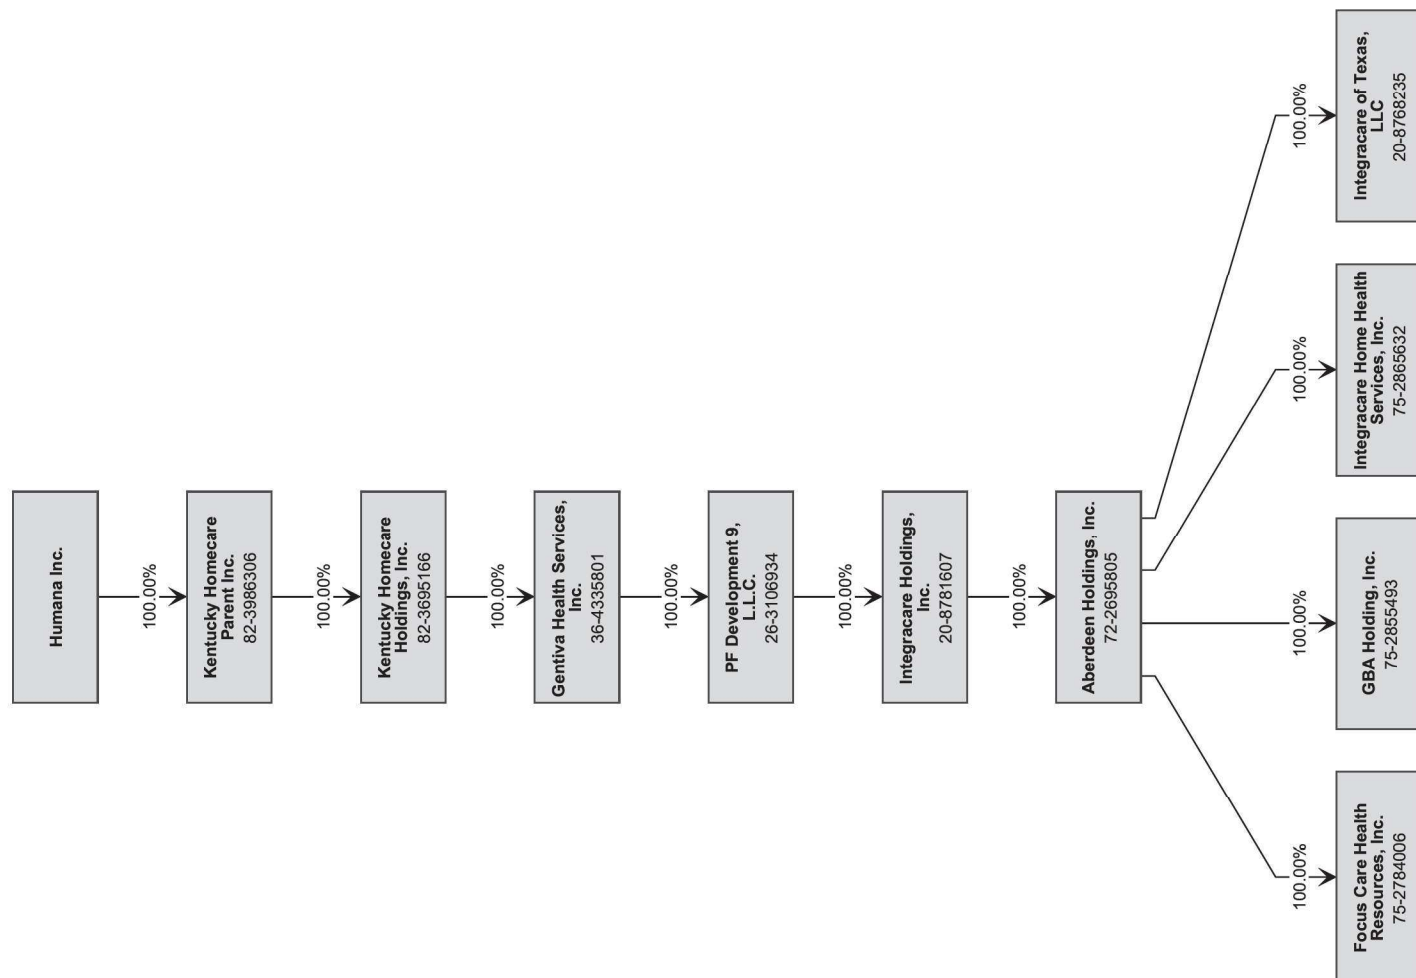 Humana Inc.
100.00%
Kentucky Homecare
Parent Inc.
82-3986306
100.00%
Kentucky Homecare
Holdings, Inc.
82-3695166
100.00%
Gentiva Health Services,
Inc.
36-4335801
100.00%
PF Development 9,
L.L.C.
26-3106934
100.00%
Integracare Holdings,
Inc.
20-8781607
100.00%
Aberdeen Holdings, Inc.
72-2695805
100.00%
100.00%
100.00%
100.00%
Focus Care Health
Resources, Inc.
75-2784006
GBA Holding, Inc.
75-2855493
Integracare Home Health
Services, Inc.
75-2865632
Integracare of Texas,
LLC
20-8768235